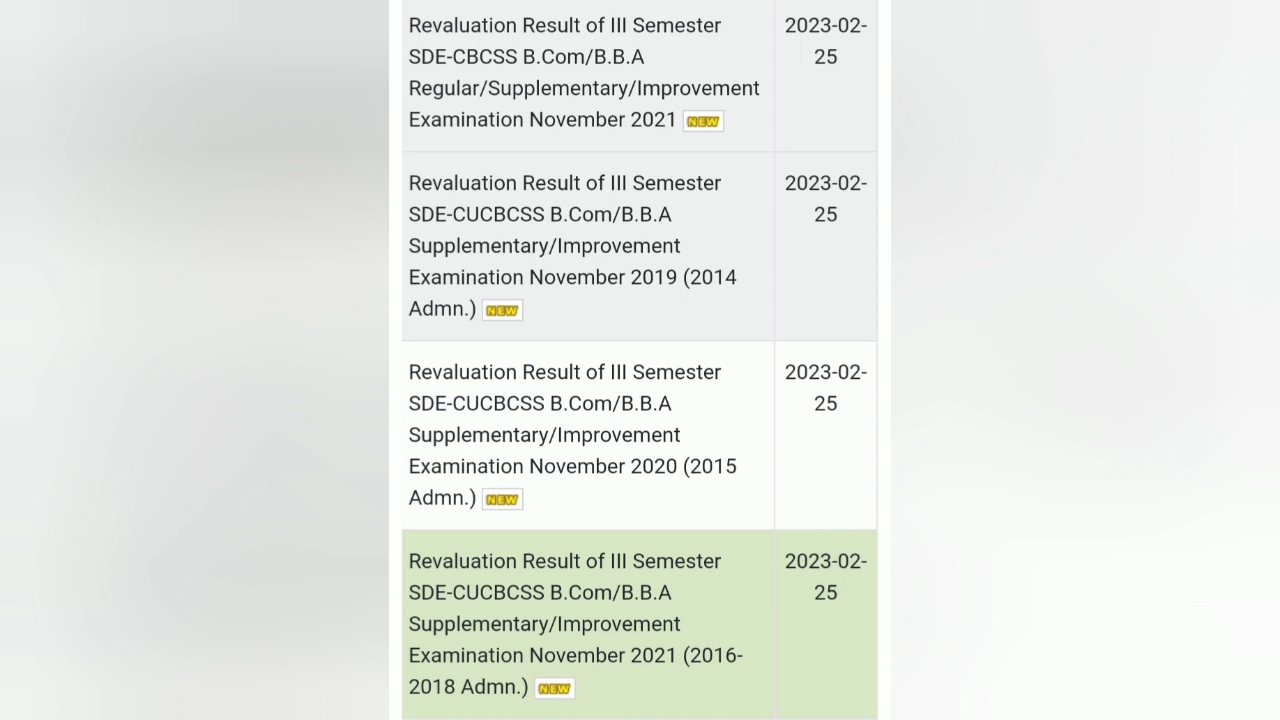 Revaluation Result of III Semester
SDE-CBCSS B.Com/B.B.A
Regular/Supplementary/Improvement
Examination November 2021 NEW
2023-02-
25
Revaluation Result of III Semester
SDE-CUCBCSS B.Com/B.B.A
Supplementary/Improvement
Examination November 2019 (2014
Admn.) NEW
2023-02-
25
Revaluation Result of III Semester
SDE-CUCBCSS B.Com/B.B.A
Supplementary/Improvement
Examination November 2020 (2015
Admn.) NEW
2023-02-
25
Revaluation Result of III Semester
SDE-CUCBCSS B.Com/B.B.A
Supplementary/Improvement
Examination November 2021 (2016-
2018 Admn.) NEW
2023-02-
25